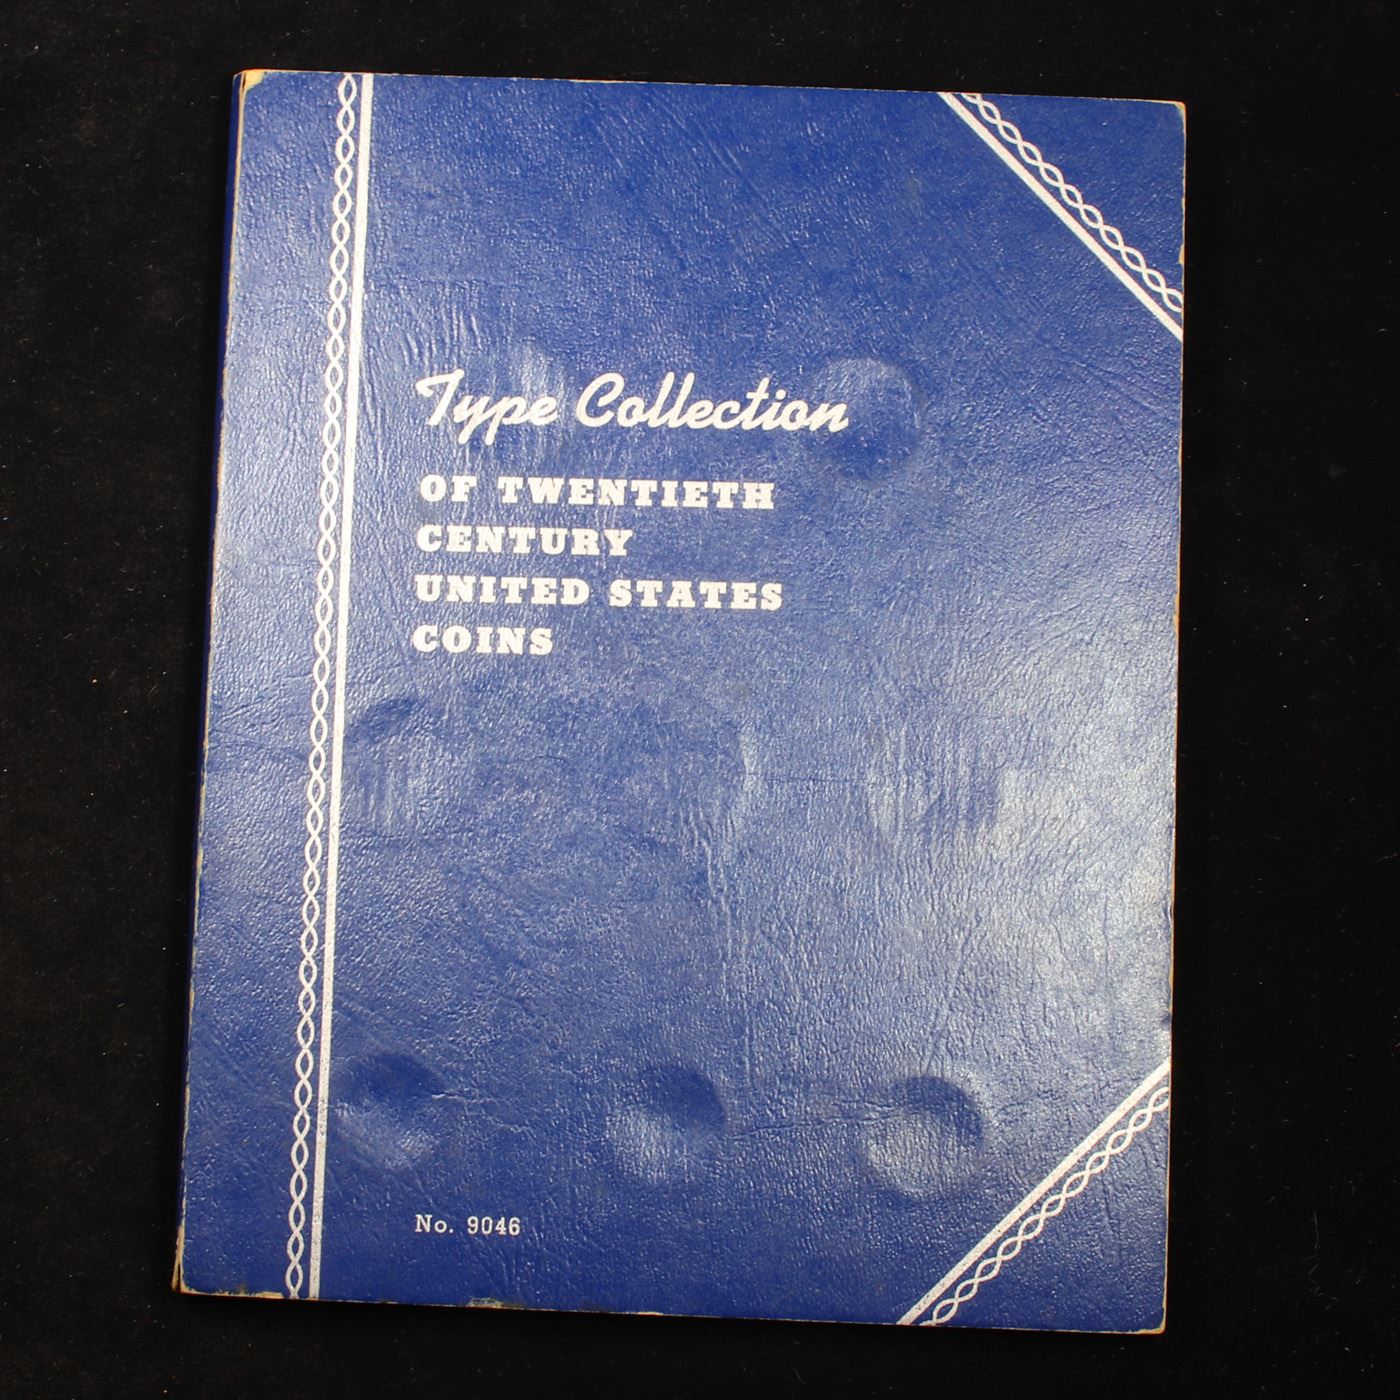 Type Collection
OF TWENTIETH
CENTURY
UNITED STATES
COINS
No. 9046